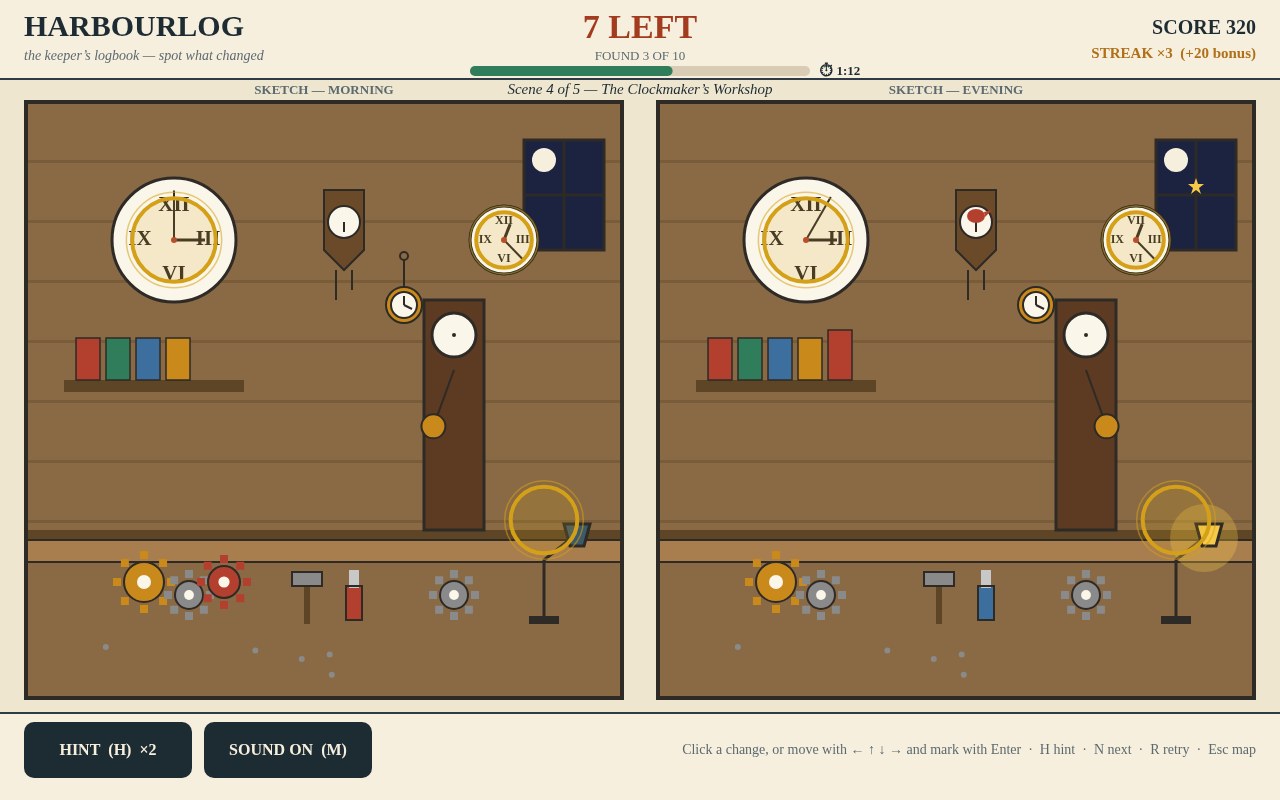 HARBOURLOG
the keeper's logbook — spot what changed
7 LEFT
FOUND 3 OF 10
⏱ 1:12
SCORE 320
STREAK ×3 (+20 bonus)
SKETCH — MORNING
Scene 4 of 5 — The Clockmaker's Workshop
SKETCH — EVENING
XII
IX III
VI
XII
IX III
VI
XII
IX III
VI
VII
IX III
VI
HINT (H) ×2
SOUND ON (M)
Click a change, or move with ← ↑ ↓ → and mark with Enter · H hint · N next · R retry · Esc map